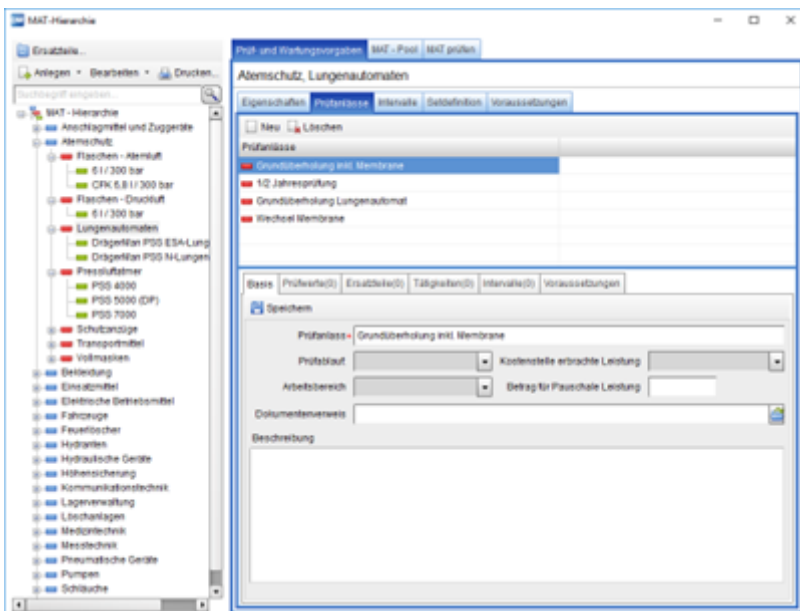 MAT-Hierarchie
Ersatzteile...
Anlegen Bearbeiten Drucken...
Suchbegriff eingeben...
MAT - Hierarchie
Anschlagmittel und Zuggeräte
Atemschutz
Flaschen - Atemluft
6 l / 300 bar
CFK 6,8 l / 300 bar
Flaschen - Druckluft
6 l / 300 bar
Lungenautomaten
DrägerMan PSS ESA-Lung
DrägerMan PSS N-Lungen
Pressluftatmer
PSS 4000
PSS 5000 (DP)
PSS 7000
Schutzanzüge
Transportmittel
Vollmasken
Bekleidung
Einsatzmittel
Elektrische Betriebsmittel
Fahrzeuge
Feuerlöscher
Hydranten
Hydraulische Geräte
Höhensicherung
Kommunikationstechnik
Lagerverwaltung
Löschanlagen
Medizintechnik
Messtechnik
Pneumatische Geräte
Pumpen
Schläuche
Prüf- und Wartungsvorgaben MAT - Pool MAT prüfen
Atemschutz, Lungenautomaten
Eigenschaften Prüfanlässe Intervalle Setdefinition Voraussetzungen
Neu Löschen
Prüfanlässe
Grundüberholung inkl. Membrane
1/2 Jahresprüfung
Grundüberholung Lungenautomat
Wechsel Membrane
Basis Prüfwerte(0) Ersatzteile(0) Tätigkeiten(0) Intervalle(0) Voraussetzungen
Speichern
Prüfanlass Grundüberholung inkl. Membrane
Prüfablauf Kostenstelle erbrachte Leistung
Arbeitsbereich Betrag für Pauschale Leistung
Dokumentenverweis
Beschreibung